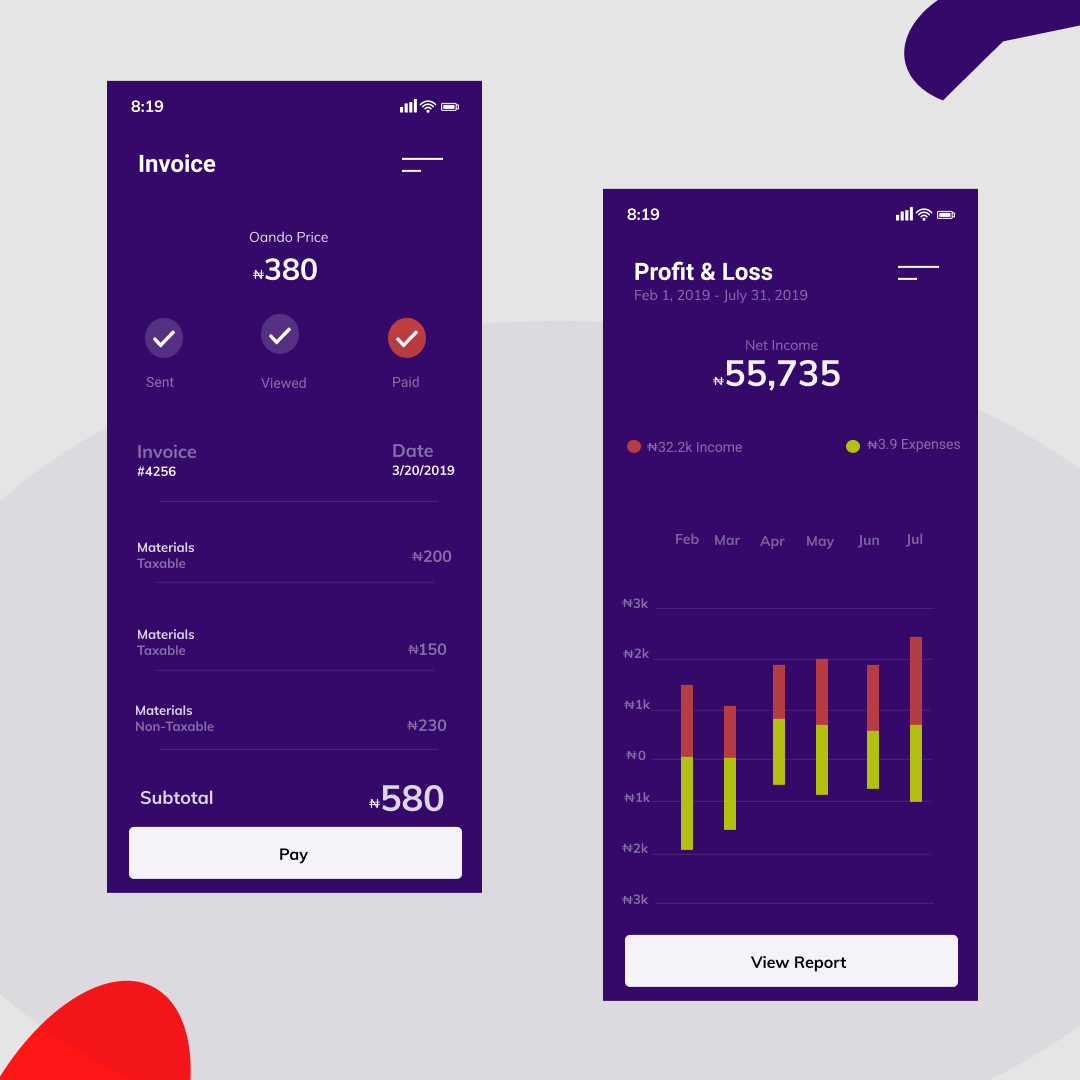 8:19
Invoice
Oando Price
₦380
Sent
Viewed
Paid
Invoice
Date
#4256
3/20/2019
Materials
Taxable
₦200
Materials
Taxable
₦150
Materials
Non-Taxable
₦230
Subtotal
₦580
Pay
8:19
Profit & Loss
Feb 1, 2019 - July 31, 2019
Net Income
₦55,735
₦32.2k Income
₦3.9 Expenses
Feb Mar Apr May Jun Jul
₦3k
₦2k
₦1k
₦0
₦1k
₦2k
₦3k
View Report